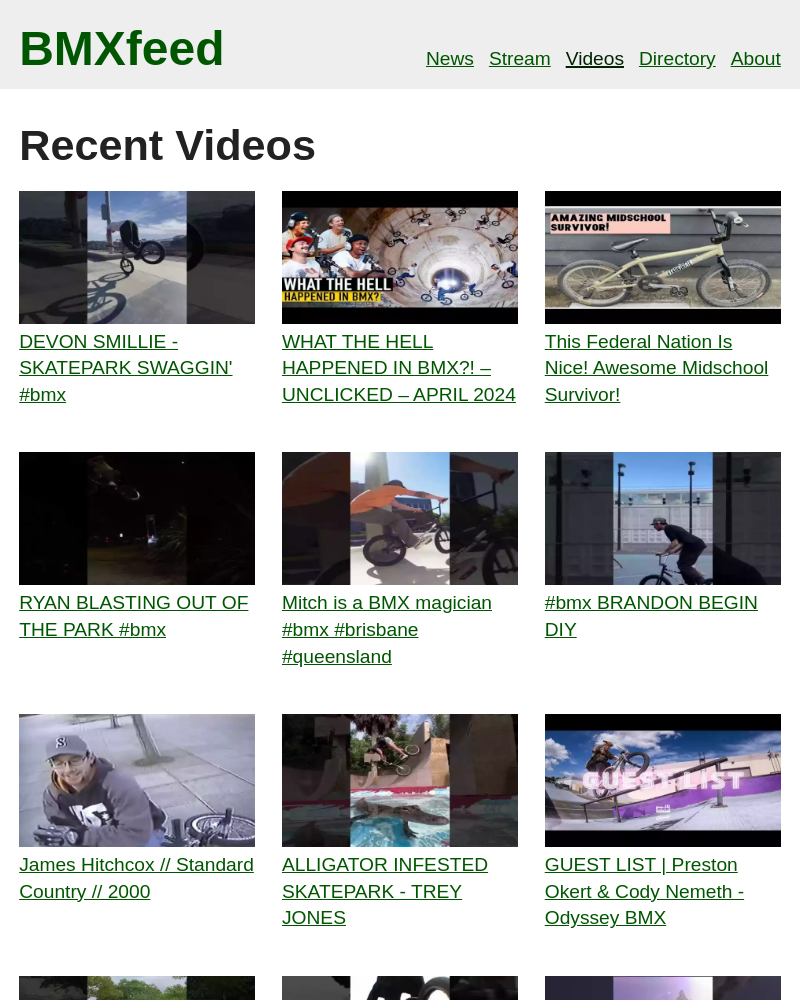 BMXfeed
News Stream Videos Directory About
Recent Videos
AMAZING MIDSCHOOL
SURVIVOR!
WHAT THE HELL
HAPPENED IN BMX?
DEVON SMILLIE -
SKATEPARK SWAGGIN'
#bmx
WHAT THE HELL
HAPPENED IN BMX?! –
UNCLICKED – APRIL 2024
This Federal Nation Is
Nice! Awesome Midschool
Survivor!
RYAN BLASTING OUT OF
THE PARK #bmx
Mitch is a BMX magician
#bmx #brisbane
#queensland
#bmx BRANDON BEGIN
DIY
GUEST LIST
James Hitchcox // Standard
Country // 2000
ALLIGATOR INFESTED
SKATEPARK - TREY
JONES
GUEST LIST | Preston
Okert & Cody Nemeth -
Odyssey BMX